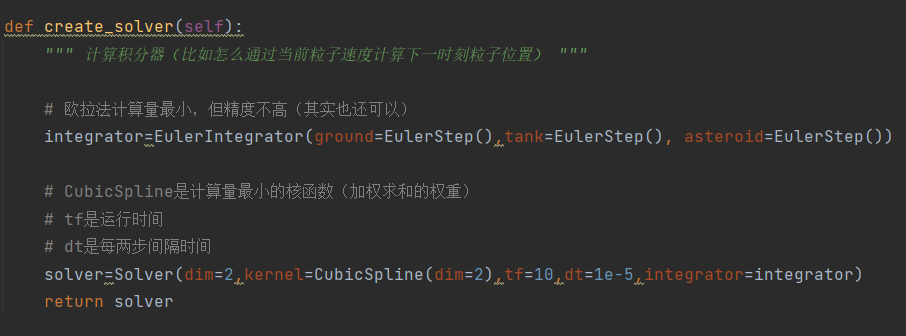 def create_solver(self):
""" 计算积分器（比如怎么通过当前粒子速度计算下一时刻粒子位置） """
# 欧拉法计算量最小，但精度不高（其实也还可以）
integrator=EulerIntegrator(ground=EulerStep(),tank=EulerStep(), asteroid=EulerStep())
# CubicSpline是计算量最小的核函数（加权求和的权重）
# tf是运行时间
# dt是每两步间隔时间
solver=Solver(dim=2,kernel=CubicSpline(dim=2),tf=10,dt=1e-5,integrator=integrator)
return solver